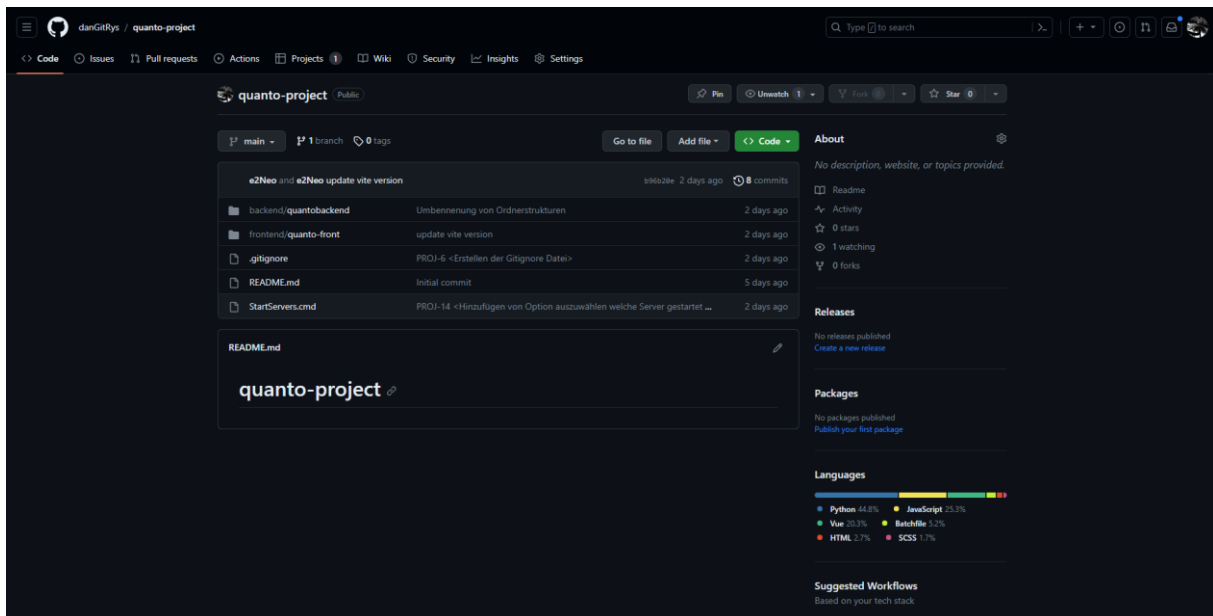 danGitRys / quanto-project
Type / to search
Code Issues Pull requests Actions Projects 1 Wiki Security Insights Settings
quanto-project Public
Pin Unwatch 1 Fork 0 Star 0
main 1 branch 0 tags
Go to file Add file Code
e2Neo and e2Neo update vite version b96b20e 2 days ago 8 commits
backend/quantobackend Umbennenung von Ordnerstrukturen 2 days ago
frontend/quanto-front update vite version 2 days ago
.gitignore PROJ-6 <Erstellen der Gitignore Datei> 2 days ago
README.md Initial commit 5 days ago
StartServers.cmd PROJ-14 <Hinzufügen von Option auszuwählen welche Server gestartet ... 2 days ago
README.md
quanto-project
About
No description, website, or topics provided.
Readme
Activity
0 stars
1 watching
0 forks
Releases
No releases published
Create a new release
Packages
No packages published
Publish your first package
Languages
Python 44.8% JavaScript 25.3%
Vue 20.3% Batchfile 5.2%
HTML 2.7% SCSS 1.7%
Suggested Workflows
Based on your tech stack